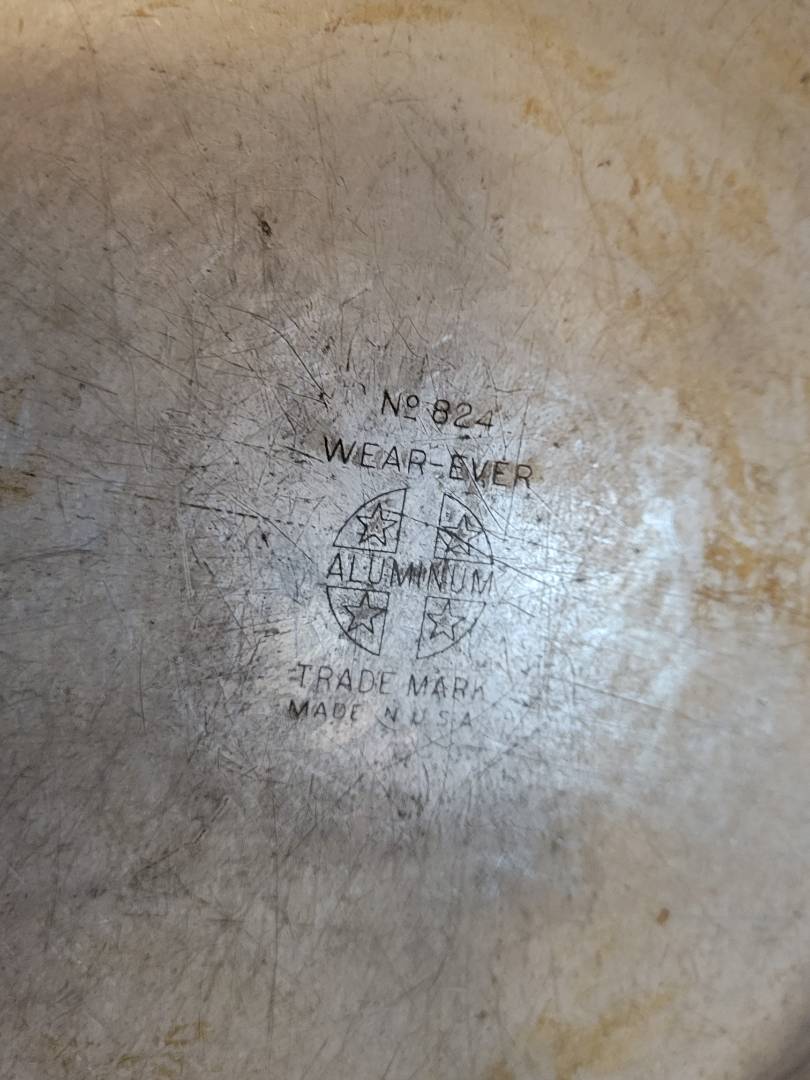 Nº 824
WEAR-EVER
ALUMINUM
TRADE MARK
MADE IN U.S.A.